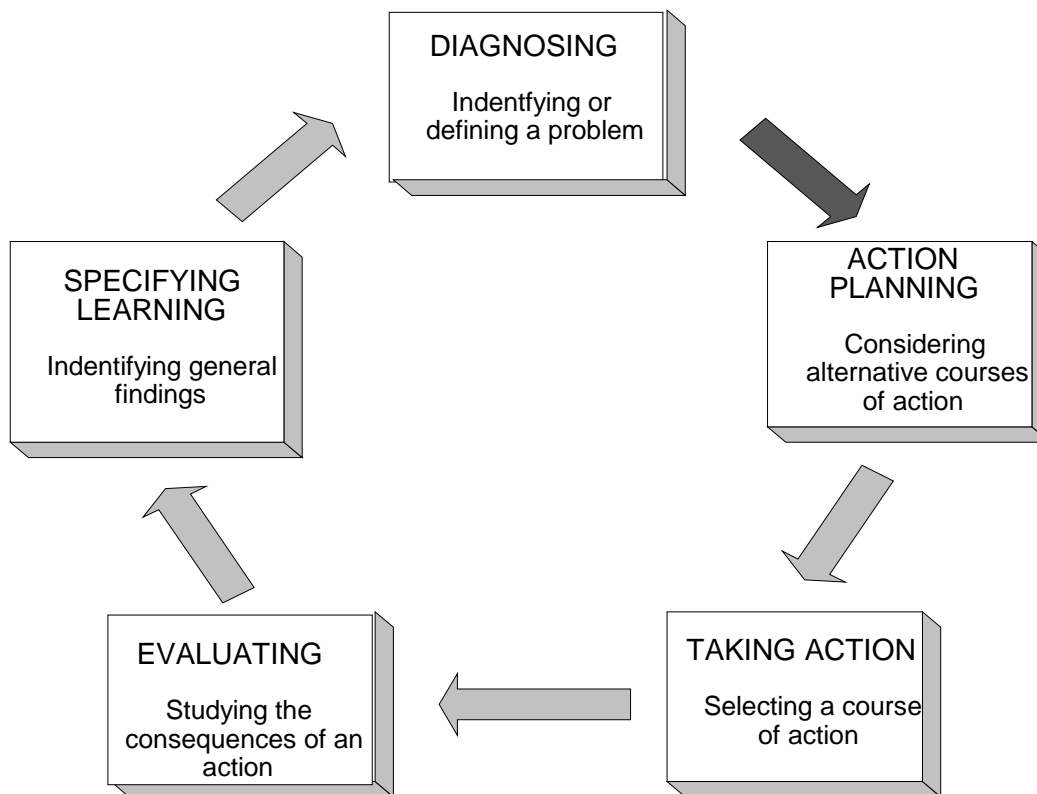 DIAGNOSING
Indentfying or
defining a problem
ACTION
PLANNING
Considering
alternative courses
of action
TAKING ACTION
Selecting a course
of action
EVALUATING
Studying the
consequences of an
action
SPECIFYING
LEARNING
Indentifying general
findings